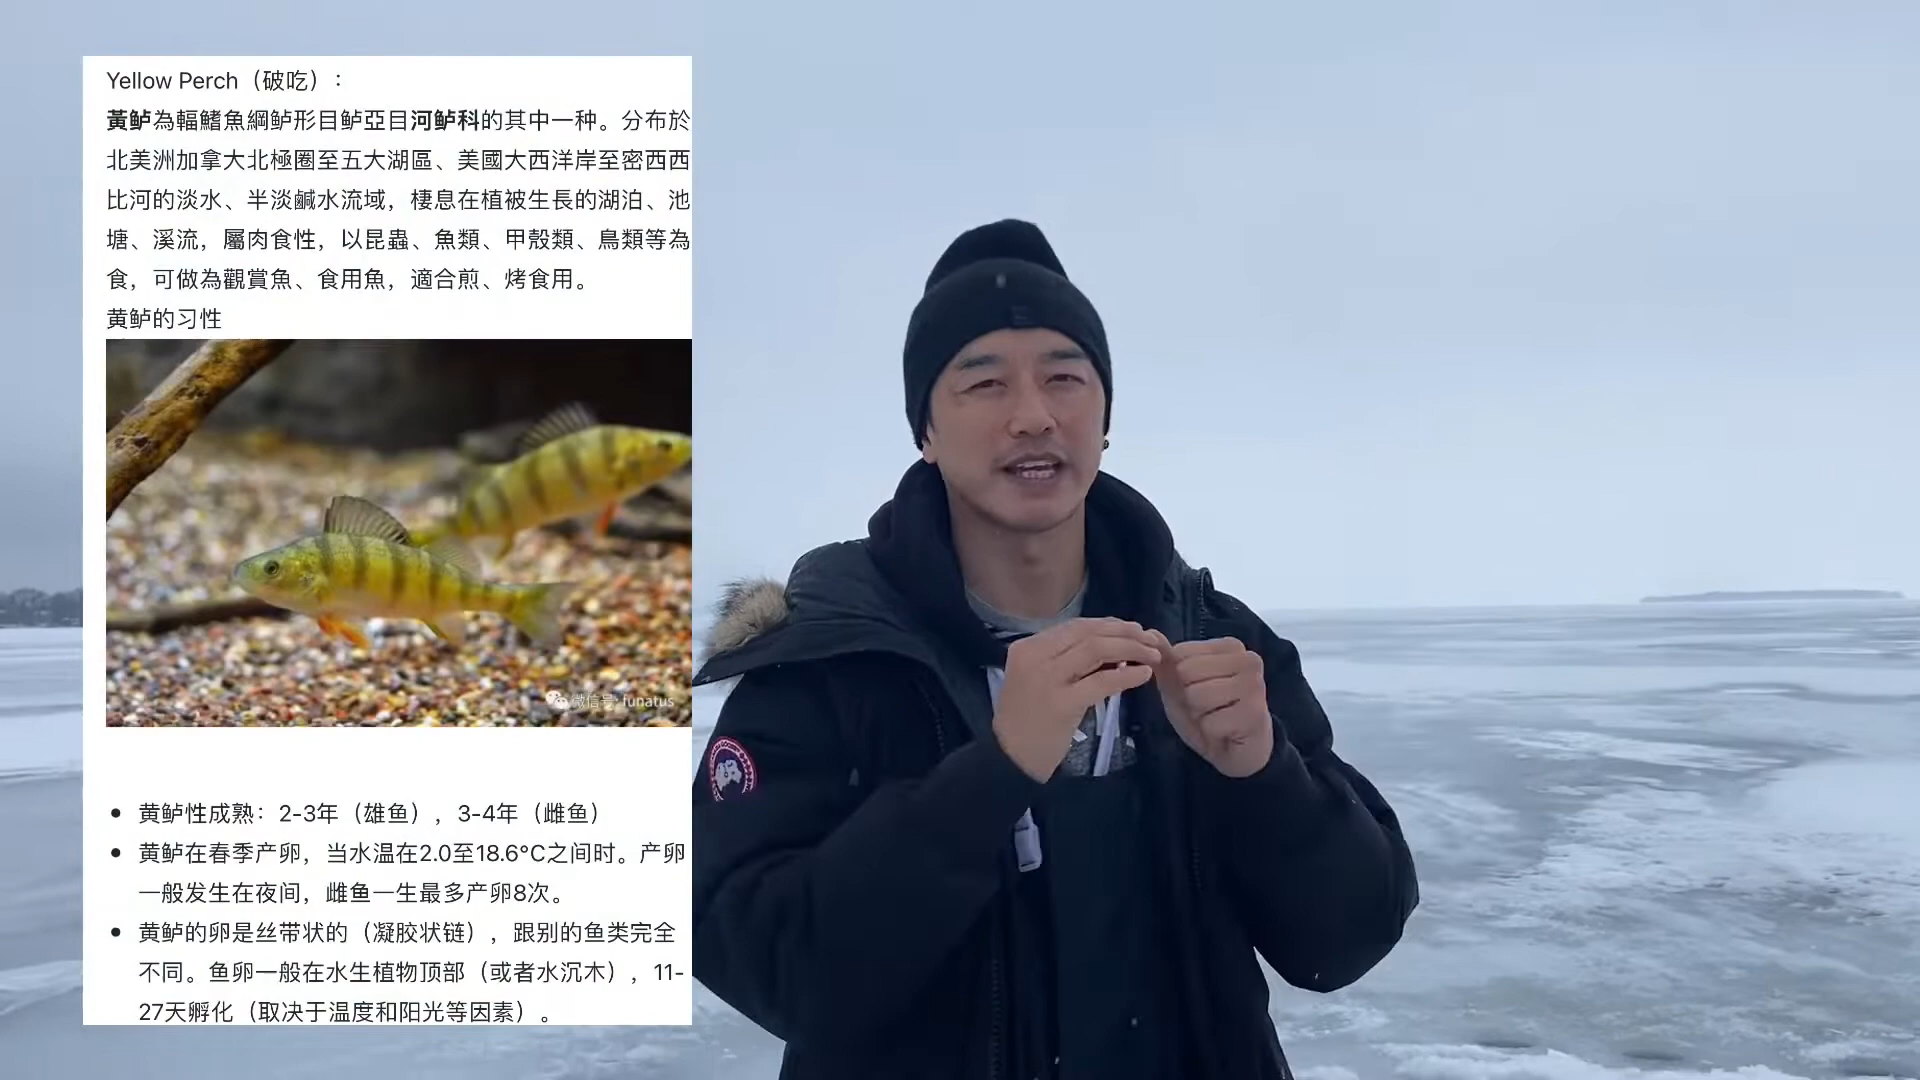 Yellow Perch（破吃）：
黃鲈為輻鰭魚綱鲈形目鲈亞目河鲈科的其中一种。分布於
北美洲加拿大北極圈至五大湖區、美國大西洋岸至密西西
比河的淡水、半淡鹹水流域，棲息在植被生長的湖泊、池
塘、溪流，屬肉食性，以昆蟲、魚類、甲殼類、鳥類等為
食，可做為觀賞魚、食用魚，適合煎、烤食用。
黄鲈的习性
微信号: funatus
黄鲈性成熟：2-3年（雄鱼），3-4年（雌鱼）
黄鲈在春季产卵，当水温在2.0至18.6°C之间时。产卵
一般发生在夜间，雌鱼一生最多产卵8次。
黄鲈的卵是丝带状的（凝胶状链），跟别的鱼类完全
不同。鱼卵一般在水生植物顶部（或者水沉木），11-
27天孵化（取决于温度和阳光等因素）。